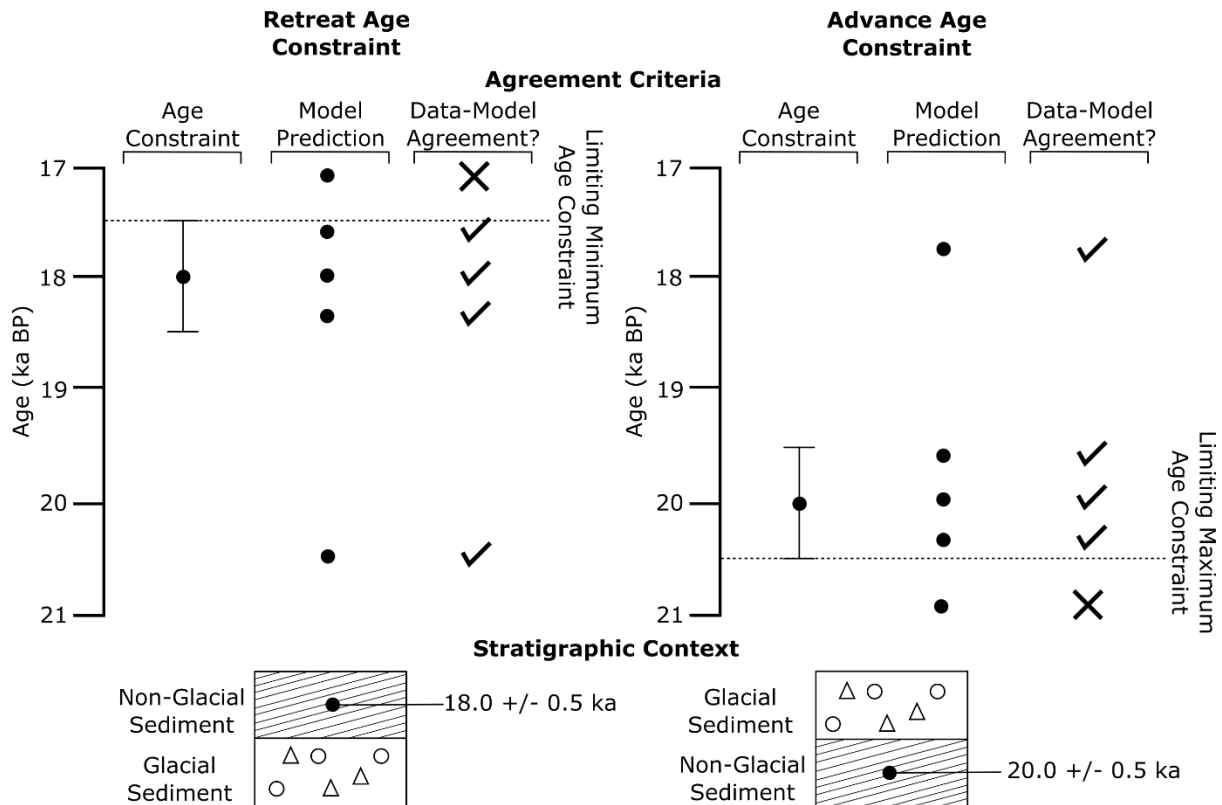 Retreat Age
Constraint
Advance Age
Constraint
Agreement Criteria
Age
Constraint
Model
Prediction
Data-Model
Agreement?
Limiting Minimum
Age Constraint
Age (ka BP)
17
18
19
20
21
Age
Constraint
Model
Prediction
Data-Model
Agreement?
Limiting Maximum
Age Constraint
Age (ka BP)
17
18
19
20
21
Stratigraphic Context
Non-Glacial
Sediment
18.0 +/- 0.5 ka
Glacial
Sediment
Glacial
Sediment
Non-Glacial
Sediment
20.0 +/- 0.5 ka